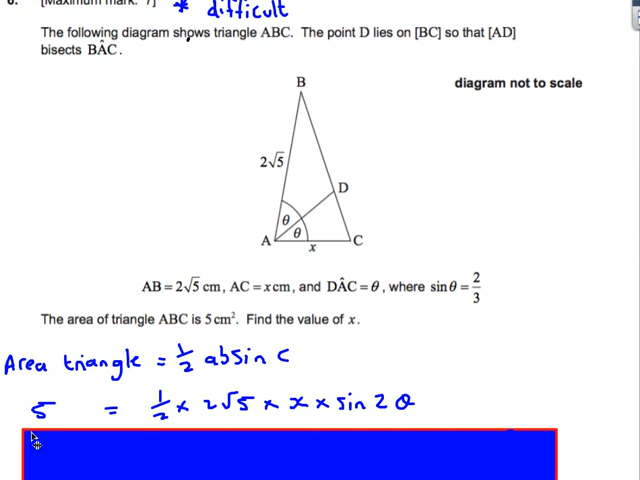 [Maximum mark: 7] * difficult
The following diagram shows triangle ABC. The point D lies on [BC] so that [AD]
bisects BÂC.
diagram not to scale
B
2√5
D
θ
θ
A
C
x
AB = 2√5 cm, AC = x cm, and DÂC = θ, where sin θ = 2/3
The area of triangle ABC is 5 cm². Find the value of x.
Area triangle = 1/2 ab sin C
5 = 1/2 × 2√5 × x × sin 2θ